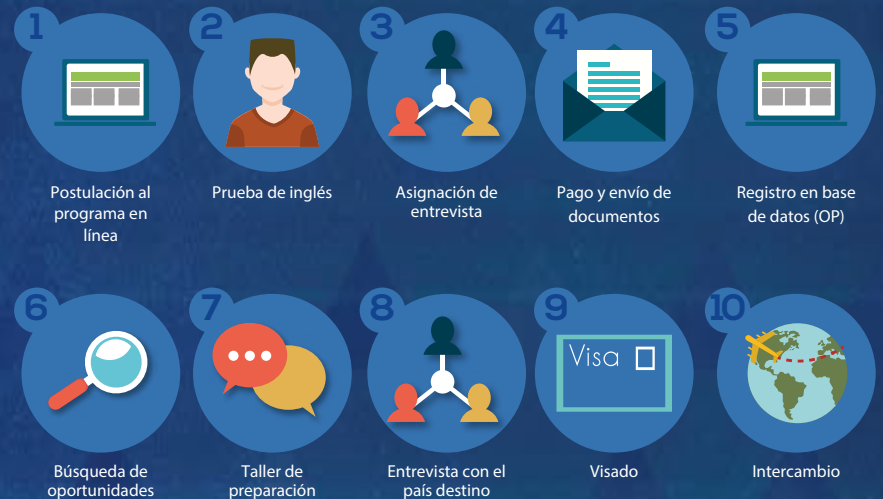 1
Postulación al
programa en
línea
2
Prueba de inglés
3
Asignación de
entrevista
4
Pago y envío de
documentos
5
Registro en base
de datos (OP)
6
Búsqueda de
oportunidades
7
Taller de
preparación
8
Entrevista con el
país destino
9
Visa
Visado
10
Intercambio